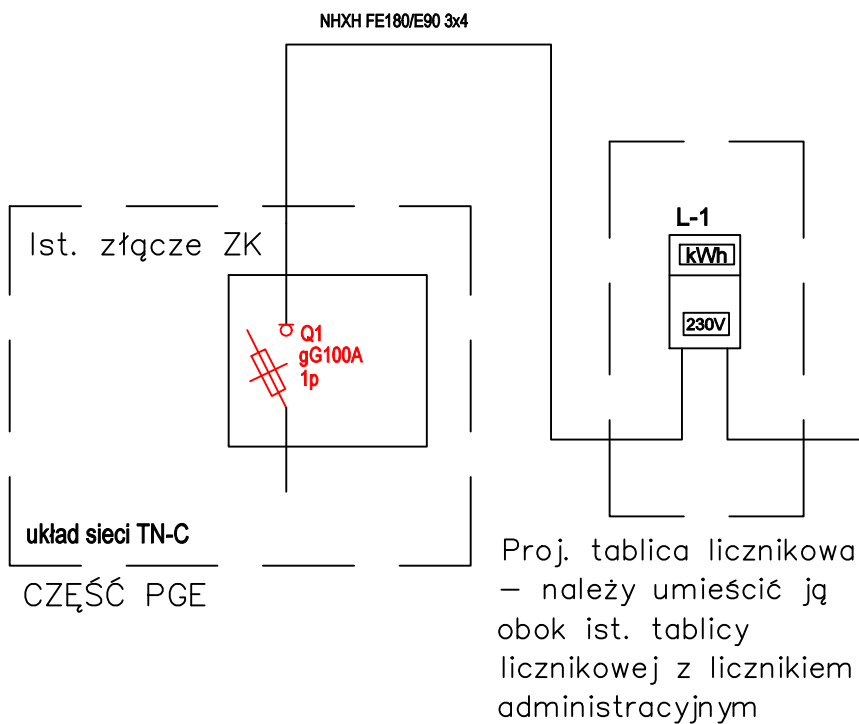 NHXH FE180/E90 3x4
Ist. złącze ZK
Q1
gG100A
1p
układ sieci TN-C
CZĘŚĆ PGE
L-1
kWh
230V
Proj. tablica licznikowa
– należy umieścić ją
obok ist. tablicy
licznikowej z licznikiem
administracyjnym